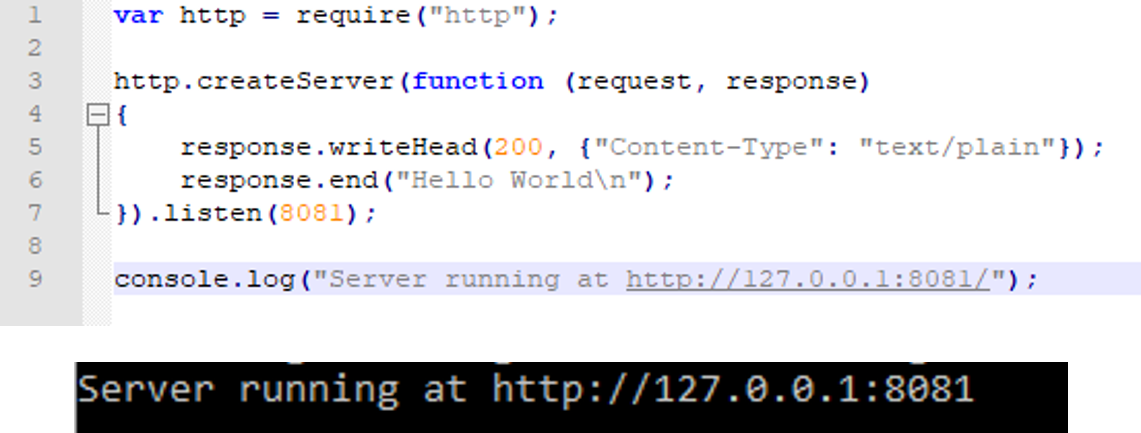 1 var http = require("http");
2
3 http.createServer(function (request, response)
4 {
5     response.writeHead(200, {"Content-Type": "text/plain"});
6     response.end("Hello World\n");
7 }).listen(8081);
8
9 console.log("Server running at http://127.0.0.1:8081/");
Server running at http://127.0.0.1:8081